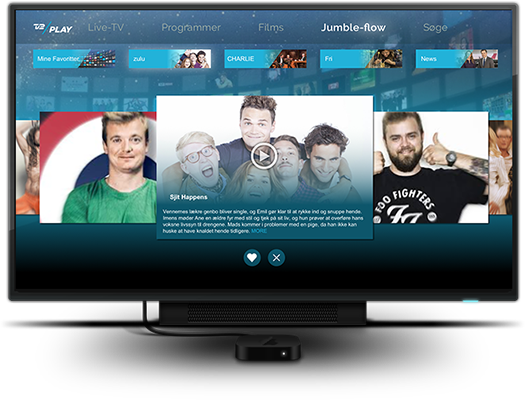 TV2 PLAY Live-TV Programmer Films Jumble-flow Søge
Mine Favoritter zulu CHARLIE Fri News
FOO FIGHTERS
Sjit Happens
Vennernes lækre genbo bliver single, og Emil gør klar til at rykke ind og snuppe hende.
Imens møder Ane en ældre fyr med stil og tjek på sit liv, og hun prøver at overføre hans
voksne livssyn til drengene. Mads kommer i problemer med en pige, da han ikke kan
huske at have knaldet hende tidligere. MORE